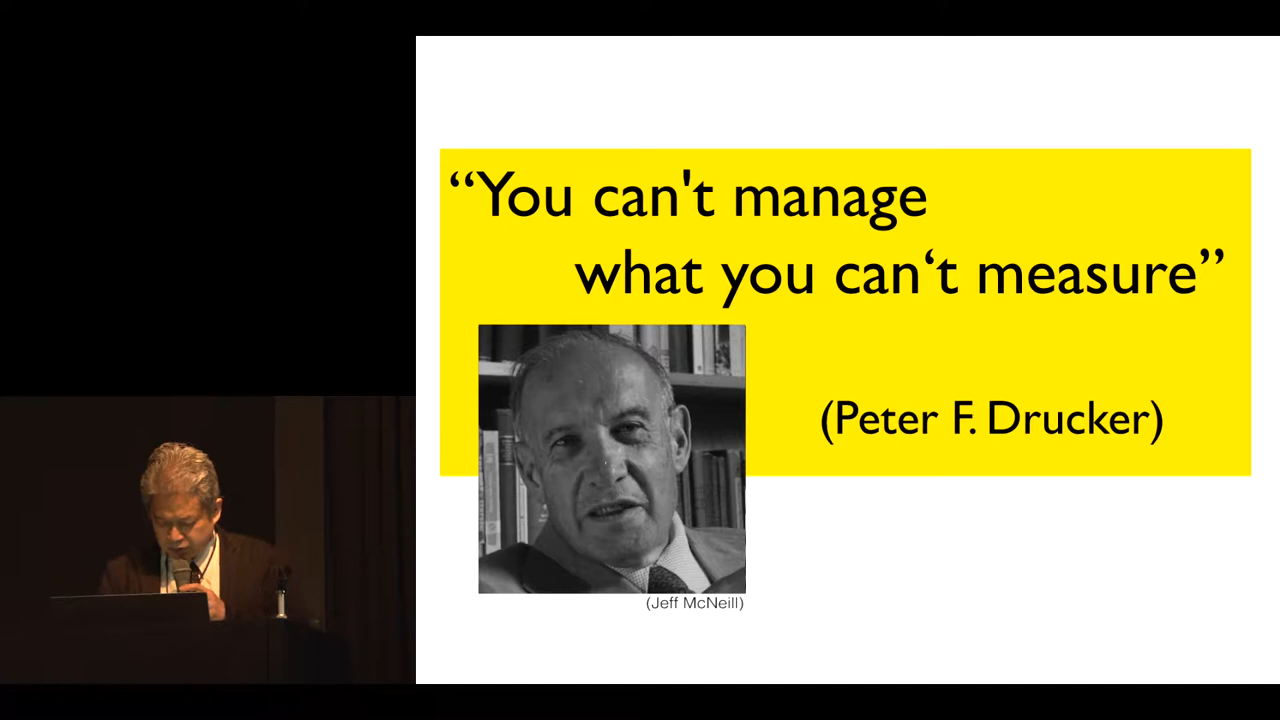 “You can't manage
what you can‘t measure”
(Peter F. Drucker)
(Jeff McNeill)